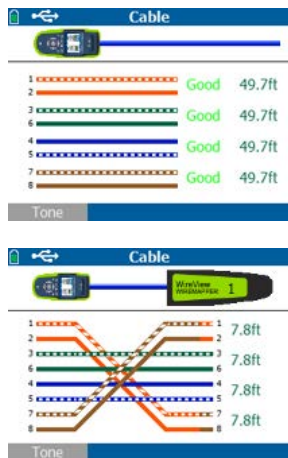 Cable
1
2 Good 49.7ft
3
6 Good 49.7ft
4
5 Good 49.7ft
7
8 Good 49.7ft
Tone
Cable
WireView
WIREMAPPER 1
1 1
2 2 7.8ft
3 3
6 6 7.8ft
4 4
5 5 7.8ft
7 7
8 8 7.8ft
Tone